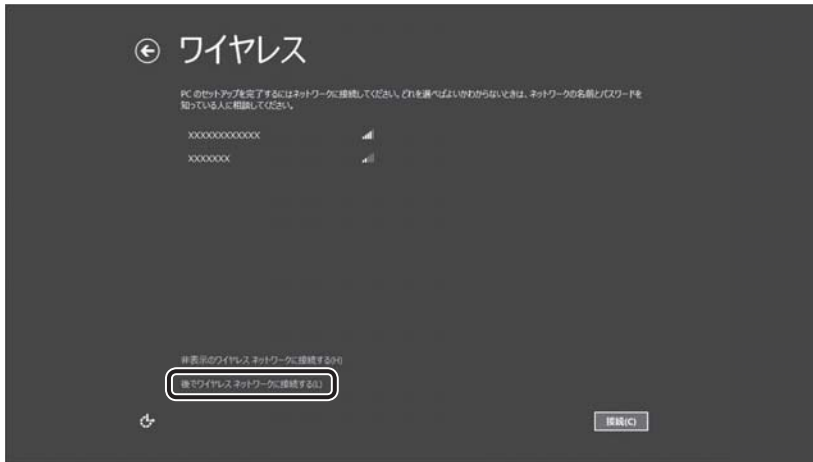 ワイヤレス
PC のセットアップを完了するにはネットワークに接続してください。どれを選べばよいかわからないときは、ネットワークの名前とパスワードを
知っている人に相談してください。
XXXXXXXXXXXX
XXXXXXX
非表示のワイヤレス ネットワークに接続する(H)
後でワイヤレス ネットワークに接続する(L)
接続(C)